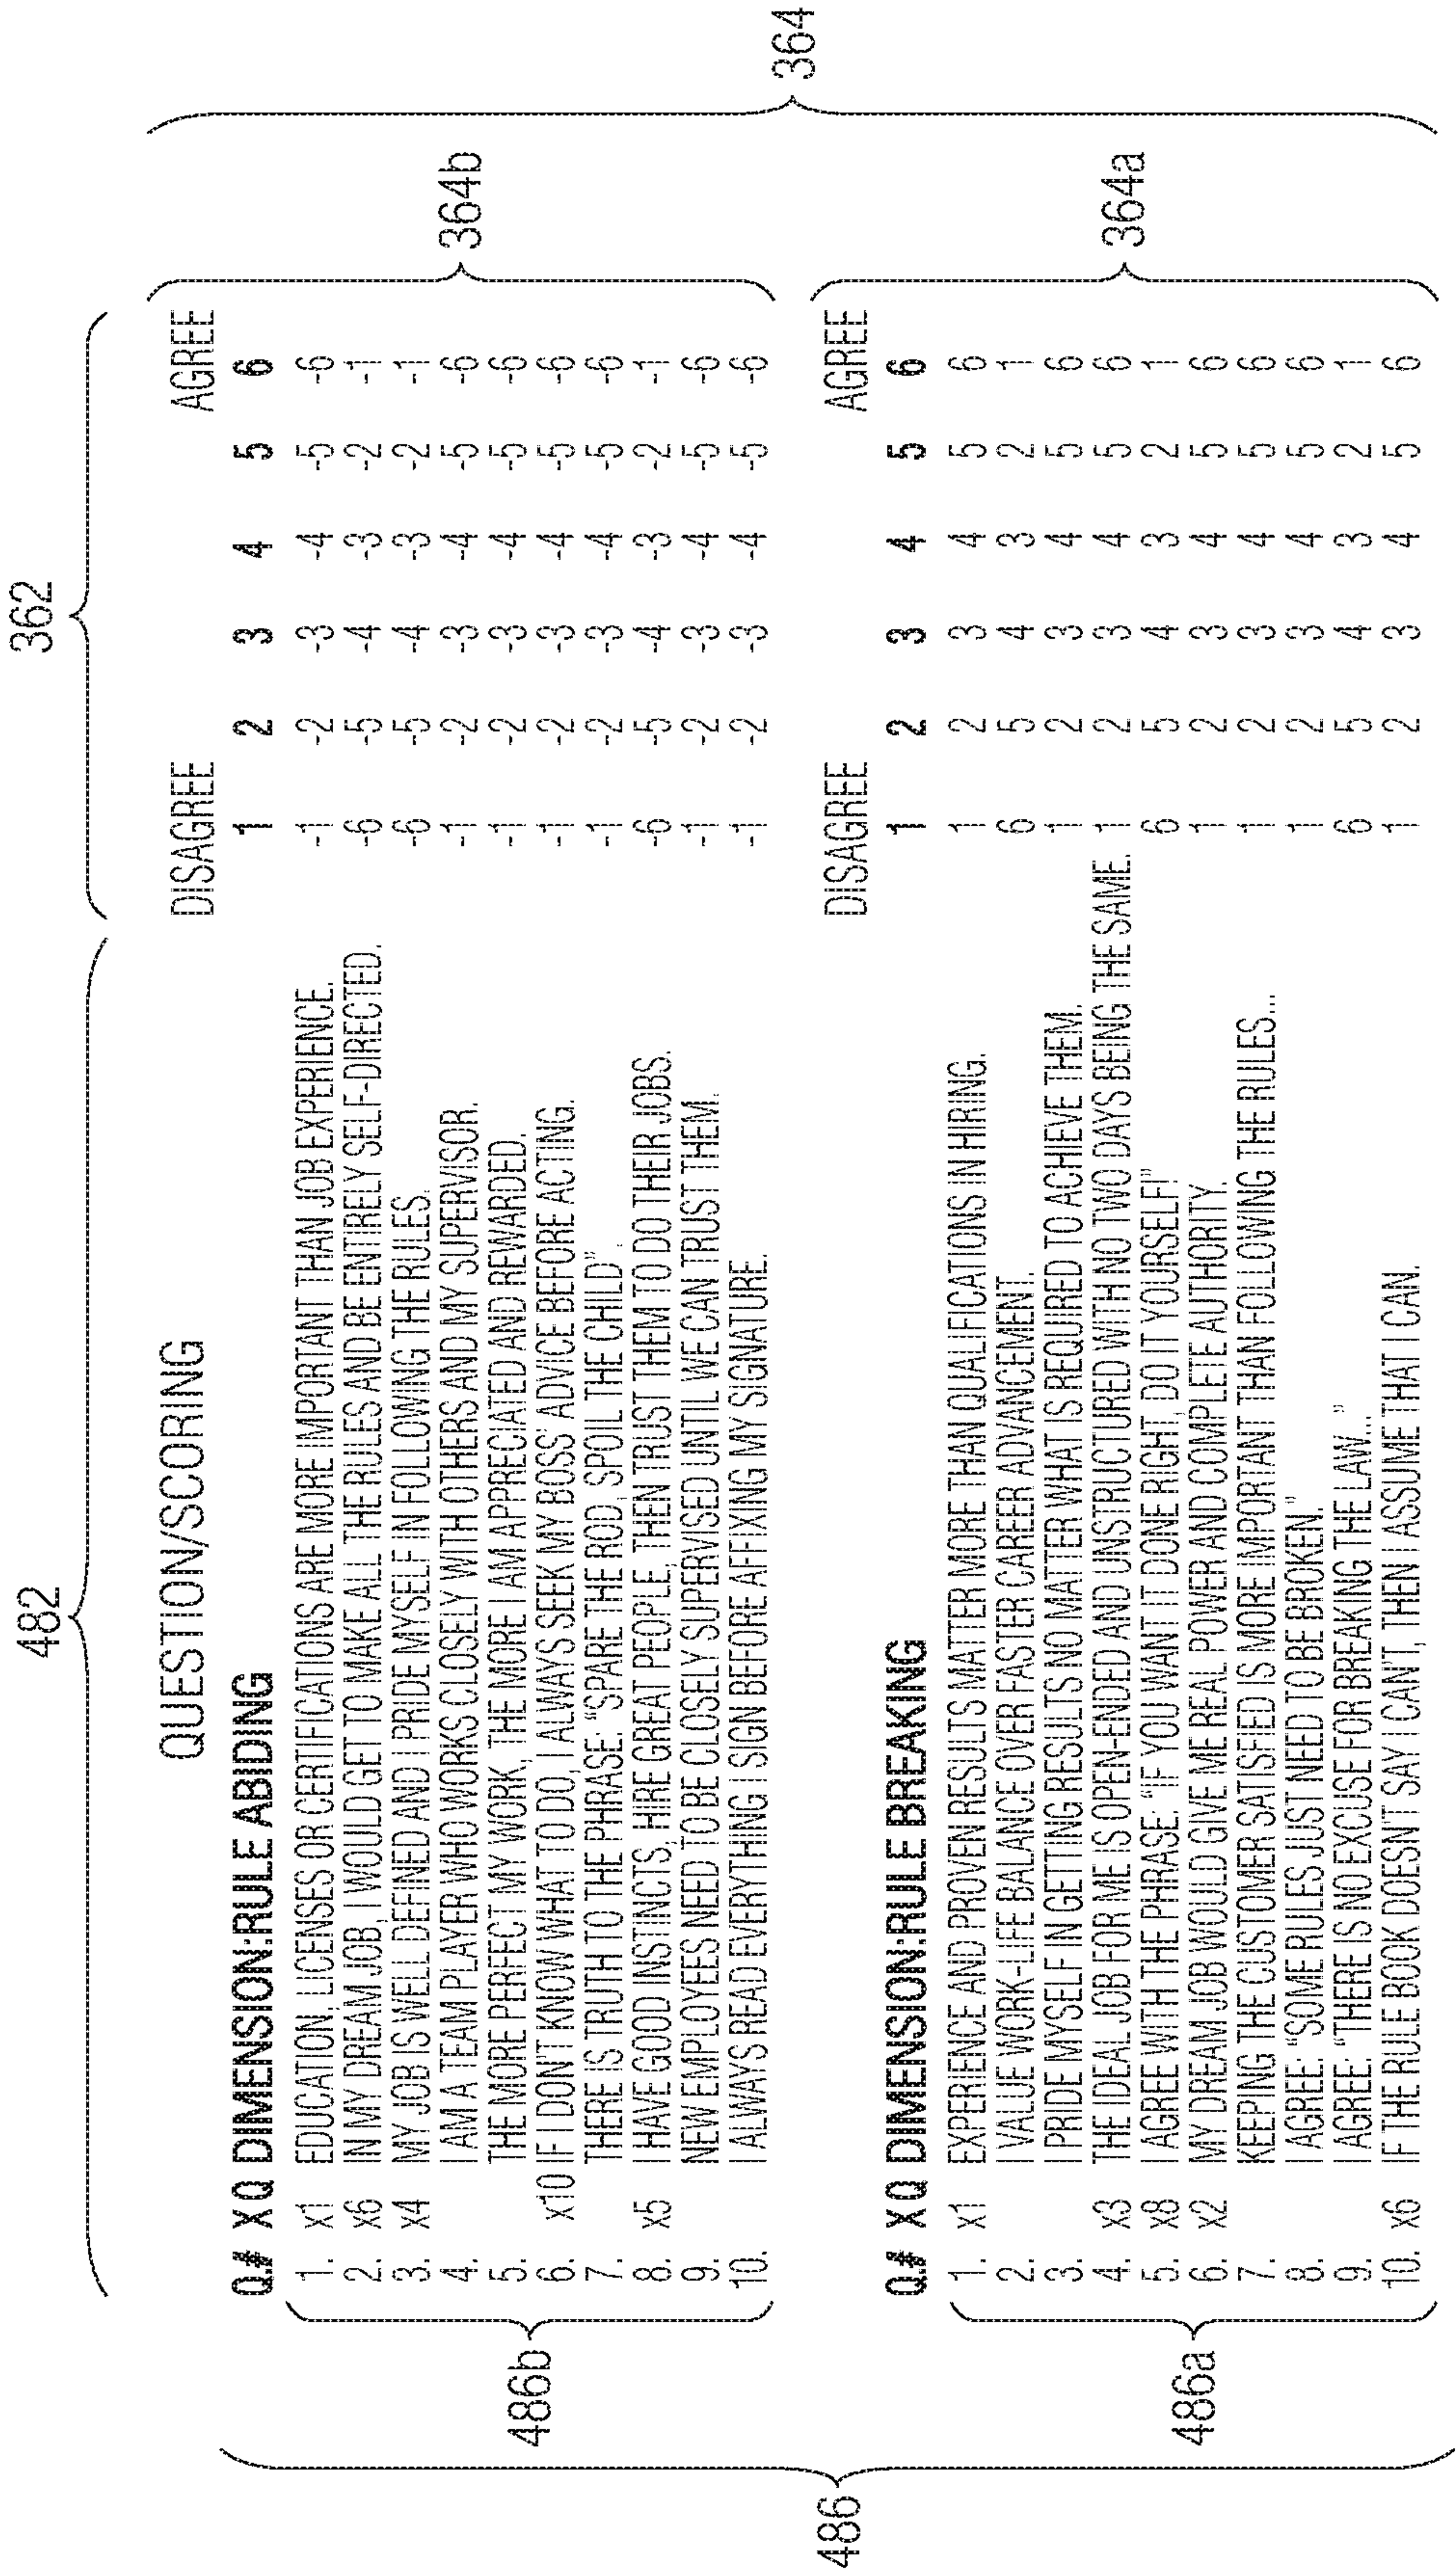 482
362
QUESTION/SCORING
DISAGREE AGREE
Q.# X Q DIMENSION:RULE ABIDING 1 2 3 4 5 6
1. x1 EDUCATION, LICENSES OR CERTIFICATIONS ARE MORE IMPORTANT THAN JOB EXPERIENCE. -1 -2 -3 -4 -5 -6
2. x6 IN MY DREAM JOB, I WOULD GET TO MAKE ALL THE RULES AND BE ENTIRELY SELF-DIRECTED. -6 -5 -4 -3 -2 -1
3. x4 MY JOB IS WELL DEFINED AND I PRIDE MYSELF IN FOLLOWING THE RULES. -6 -5 -4 -3 -2 -1
4. I AM A TEAM PLAYER WHO WORKS CLOSELY WITH OTHERS AND MY SUPERVISOR. -1 -2 -3 -4 -5 -6
5. THE MORE PERFECT MY WORK, THE MORE I AM APPRECIATED AND REWARDED. -1 -2 -3 -4 -5 -6
6. x10 IF I DON'T KNOW WHAT TO DO, I ALWAYS SEEK MY BOSS' ADVICE BEFORE ACTING. -1 -2 -3 -4 -5 -6
7. THERE IS TRUTH TO THE PHRASE: "SPARE THE ROD, SPOIL THE CHILD". -1 -2 -3 -4 -5 -6
8. x5 I HAVE GOOD INSTINCTS, HIRE GREAT PEOPLE, THEN TRUST THEM TO DO THEIR JOBS. -6 -5 -4 -3 -2 -1
9. NEW EMPLOYEES NEED TO BE CLOSELY SUPERVISED UNTIL WE CAN TRUST THEM. -1 -2 -3 -4 -5 -6
10. I ALWAYS READ EVERYTHING I SIGN BEFORE AFFIXING MY SIGNATURE. -1 -2 -3 -4 -5 -6
486b
364b
486
364
DISAGREE AGREE
Q.# X Q DIMENSION:RULE BREAKING 1 2 3 4 5 6
1. x1 EXPERIENCE AND PROVEN RESULTS MATTER MORE THAN QUALIFICATIONS IN HIRING. 1 2 3 4 5 6
2. I VALUE WORK-LIFE BALANCE OVER FASTER CAREER ADVANCEMENT. 6 5 4 3 2 1
3. I PRIDE MYSELF IN GETTING RESULTS NO MATTER WHAT IS REQUIRED TO ACHIEVE THEM. 1 2 3 4 5 6
4. x3 THE IDEAL JOB FOR ME IS OPEN-ENDED AND UNSTRUCTURED WITH NO TWO DAYS BEING THE SAME. 1 2 3 4 5 6
5. x8 I AGREE WITH THE PHRASE: "IF YOU WANT IT DONE RIGHT, DO IT YOURSELF!" 6 5 4 3 2 1
6. x2 MY DREAM JOB WOULD GIVE ME REAL POWER AND COMPLETE AUTHORITY. 1 2 3 4 5 6
7. KEEPING THE CUSTOMER SATISFIED IS MORE IMPORTANT THAN FOLLOWING THE RULES... 1 2 3 4 5 6
8. I AGREE: "SOME RULES JUST NEED TO BE BROKEN." 1 2 3 4 5 6
9. I AGREE: "THERE IS NO EXCUSE FOR BREAKING THE LAW..." 6 5 4 3 2 1
10. x6 IF THE RULE BOOK DOESN'T SAY I CAN'T, THEN I ASSUME THAT I CAN. 1 2 3 4 5 6
486a
364a